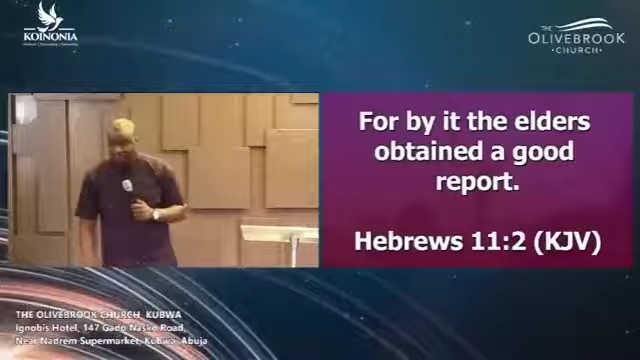 KOINONIA
THE
OLIVEBROOK
CHURCH
For by it the elders
obtained a good
report.
Hebrews 11:2 (KJV)
THE OLIVEBROOK CHURCH, KUBWA
Ignobis Hotel, 147 Gado Nasko Road,
Near Nadrem Supermarket, Kubwa, Abuja